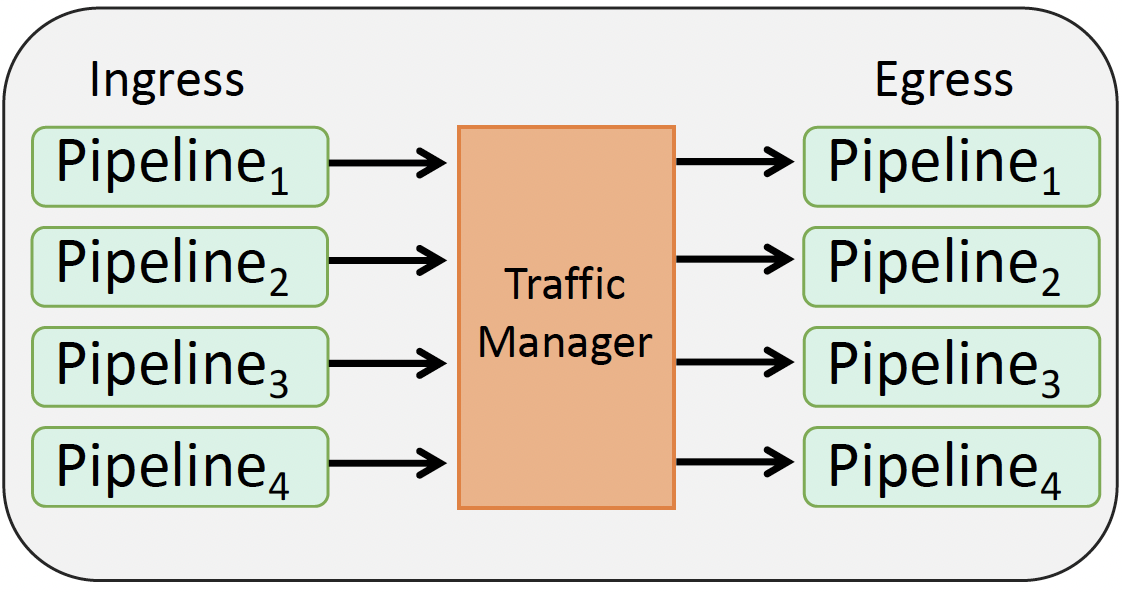 Ingress
Egress
Pipeline₁
Pipeline₁
Pipeline₂
Pipeline₂
Traffic
Manager
Pipeline₃
Pipeline₃
Pipeline₄
Pipeline₄